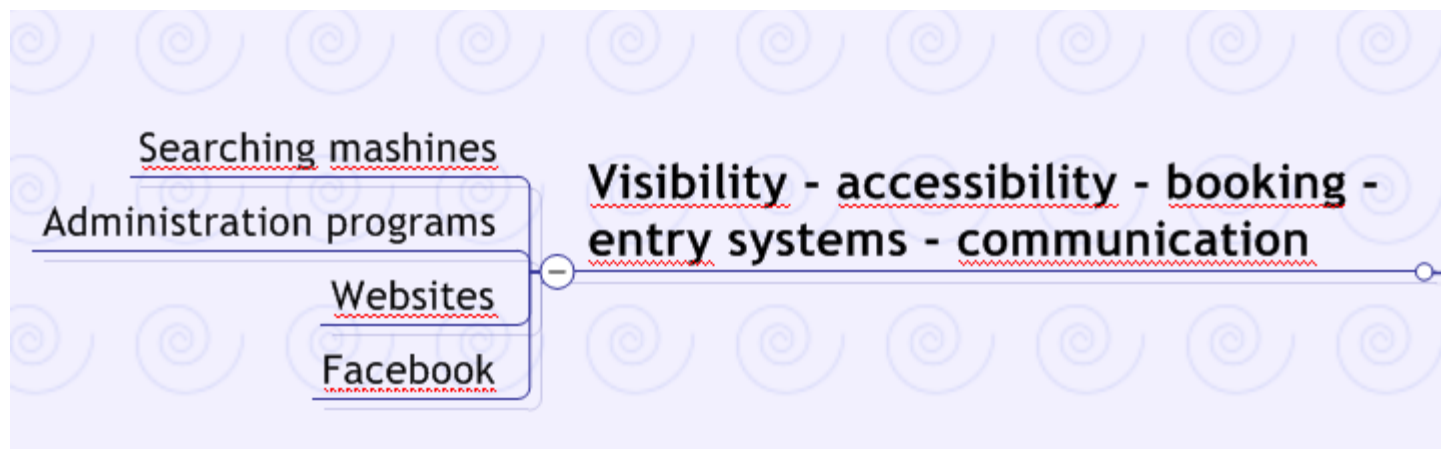 Searching mashines
Administration programs
Websites
Facebook
Visibility - accessibility - booking -
entry systems - communication